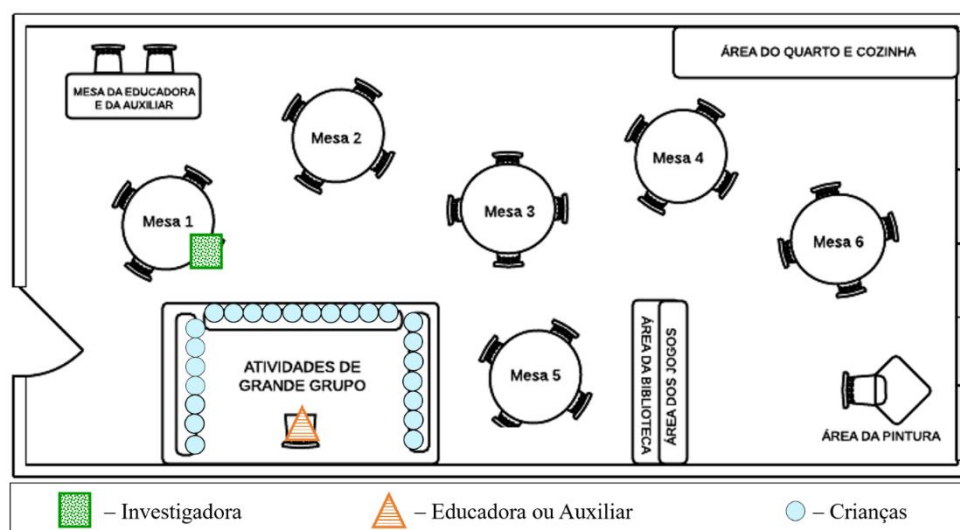 ÁREA DO QUARTO E COZINHA
MESA DA EDUCADORA
E DA AUXILIAR
Mesa 2
Mesa 4
Mesa 1
Mesa 3
Mesa 6
ATIVIDADES DE
GRANDE GRUPO
Mesa 5
ÁREA DA BIBLIOTECA
ÁREA DOS JOGOS
ÁREA DA PINTURA
– Investigadora
– Educadora ou Auxiliar
– Crianças